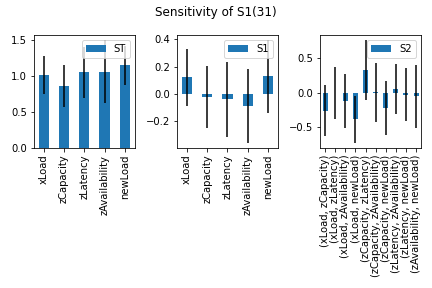 Sensitivity of S1(31)
ST
1.5
1.0
0.5
0.0
xLoad
zCapacity
zLatency
zAvailability
newLoad
S1
0.4
0.2
0.0
−0.2
xLoad
zCapacity
zLatency
zAvailability
newLoad
S2
0.5
0.0
−0.5
(xLoad, zCapacity)
(xLoad, zLatency)
(xLoad, zAvailability)
(xLoad, newLoad)
(zCapacity, zLatency)
(zCapacity, zAvailability)
(zCapacity, newLoad)
(zLatency, zAvailability)
(zLatency, newLoad)
(zAvailability, newLoad)